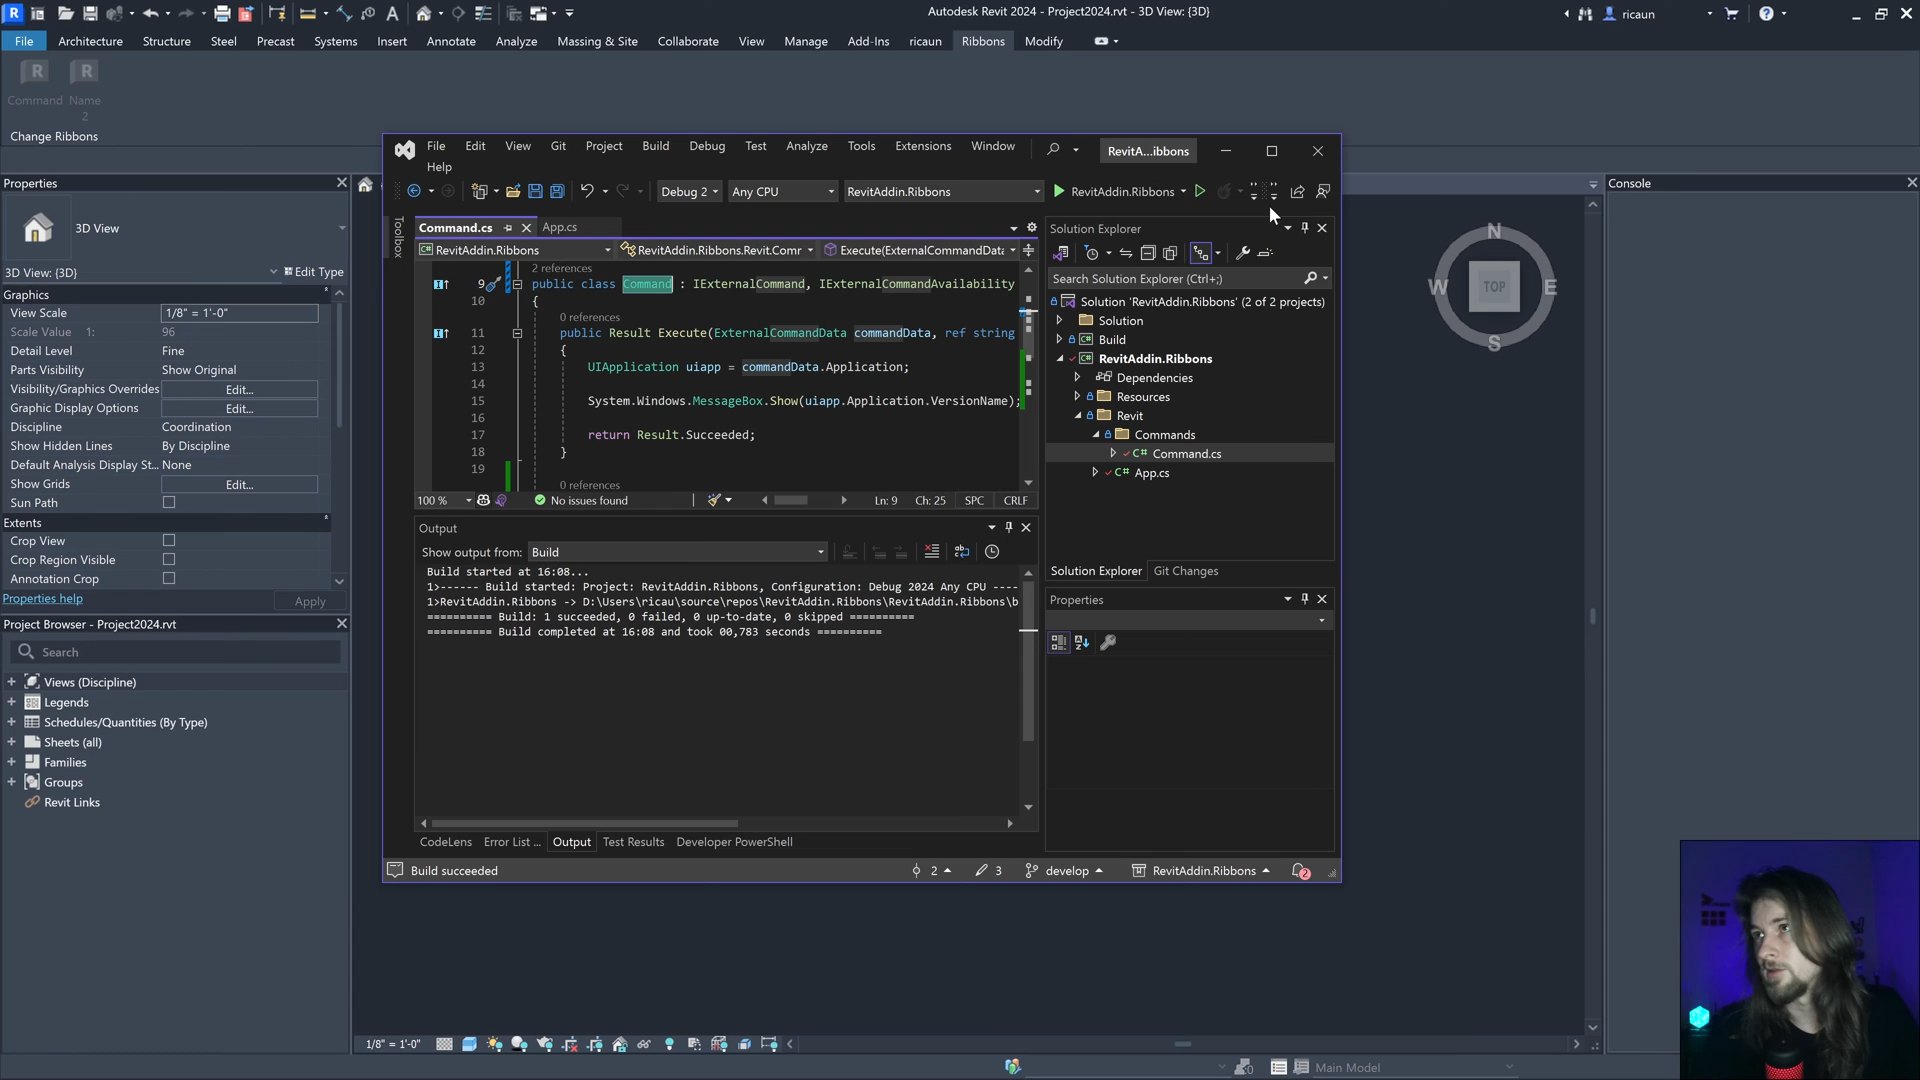 Autodesk Revit 2024 - Project2024.rvt - 3D View: {3D}
ricaun
File Architecture Structure Steel Precast Systems Insert Annotate Analyze Massing & Site Collaborate View Manage Add-Ins ricaun Ribbons Modify
Command Name
2
Change Ribbons
Properties
3D View
3D View: {3D} Edit Type
Graphics
View Scale 1/8" = 1'-0"
Scale Value 1: 96
Detail Level Fine
Parts Visibility Show Original
Visibility/Graphics Overrides Edit...
Graphic Display Options Edit...
Discipline Coordination
Show Hidden Lines By Discipline
Default Analysis Display St... None
Show Grids Edit...
Sun Path
Extents
Crop View
Crop Region Visible
Annotation Crop
Properties help Apply
Project Browser - Project2024.rvt
Search
Views (Discipline)
Legends
Schedules/Quantities (By Type)
Sheets (all)
Families
Groups
Revit Links
File Edit View Git Project Build Debug Test Analyze Tools Extensions Window RevitA...ibbons
Help
Debug 2 Any CPU RevitAddin.Ribbons RevitAddin.Ribbons
Toolbox
Command.cs App.cs
RevitAddin.Ribbons RevitAddin.Ribbons.Revit.Comr Execute(ExternalCommandData
2 references
9 public class Command : IExternalCommand, IExternalCommandAvailability
10 {
0 references
11 public Result Execute(ExternalCommandData commandData, ref string
12 {
13 UIApplication uiapp = commandData.Application;
14
15 System.Windows.MessageBox.Show(uiapp.Application.VersionName);
16
17 return Result.Succeeded;
18 }
19
0 references
100 % No issues found Ln: 9 Ch: 25 SPC CRLF
Output
Show output from: Build
Build started at 16:08...
1>------ Build started: Project: RevitAddin.Ribbons, Configuration: Debug 2024 Any CPU ----
1>RevitAddin.Ribbons -> D:\Users\ricau\source\repos\RevitAddin.Ribbons\RevitAddin.Ribbons\b
========== Build: 1 succeeded, 0 failed, 0 up-to-date, 0 skipped ==========
========== Build completed at 16:08 and took 00,783 seconds ==========
CodeLens Error List ... Output Test Results Developer PowerShell
Build succeeded 2 3 develop RevitAddin.Ribbons 2
Solution Explorer
Search Solution Explorer (Ctrl+;)
Solution 'RevitAddin.Ribbons' (2 of 2 projects)
Solution
Build
RevitAddin.Ribbons
Dependencies
Resources
Revit
Commands
C# Command.cs
C# App.cs
Solution Explorer Git Changes
Properties
Console
N
W TOP E
S
1/8" = 1'-0"
:0 Main Model